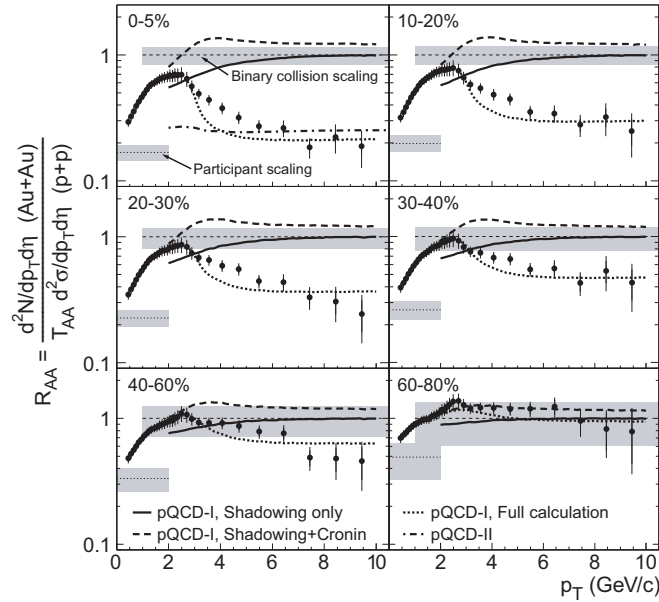 0-5%
10-20%
1
Binary collision scaling
Participant scaling
0.1
20-30%
30-40%
1
0.1
40-60%
60-80%
1
pQCD-I, Shadowing only
pQCD-I, Full calculation
pQCD-I, Shadowing+Cronin
pQCD-II
0.1
0 2 4 6 8 10
0 2 4 6 8 10
p_T (GeV/c)
R_AA = d²N/dp_Tdη (Au+Au)
T_AA d²σ/dp_Tdη (p+p)